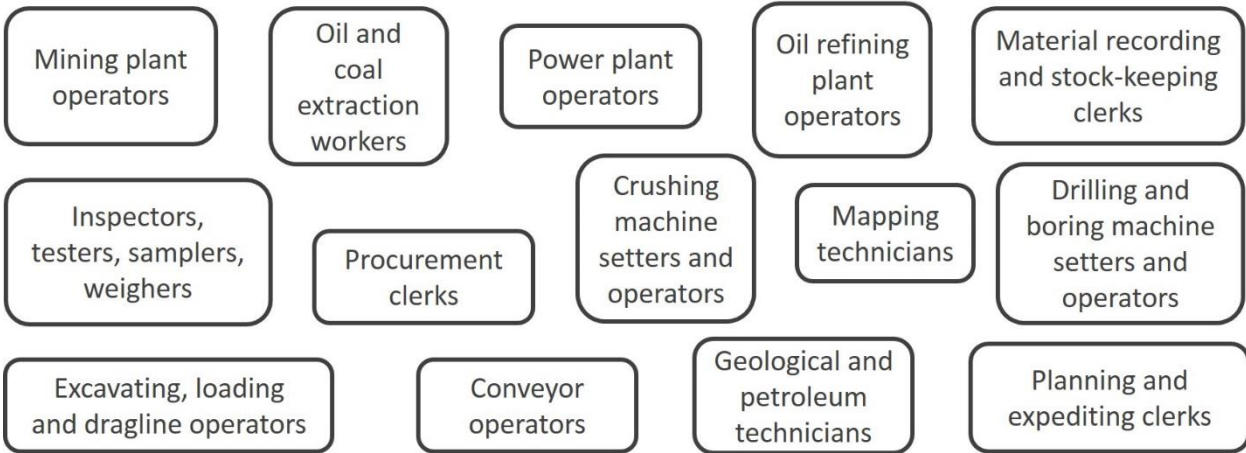 Mining plant
operators
Oil and
coal
extraction
workers
Power plant
operators
Oil refining
plant
operators
Material recording
and stock-keeping
clerks
Inspectors,
testers, samplers,
weighers
Procurement
clerks
Crushing
machine
setters and
operators
Mapping
technicians
Drilling and
boring machine
setters and
operators
Excavating, loading
and dragline operators
Conveyor
operators
Geological and
petroleum
technicians
Planning and
expediting clerks